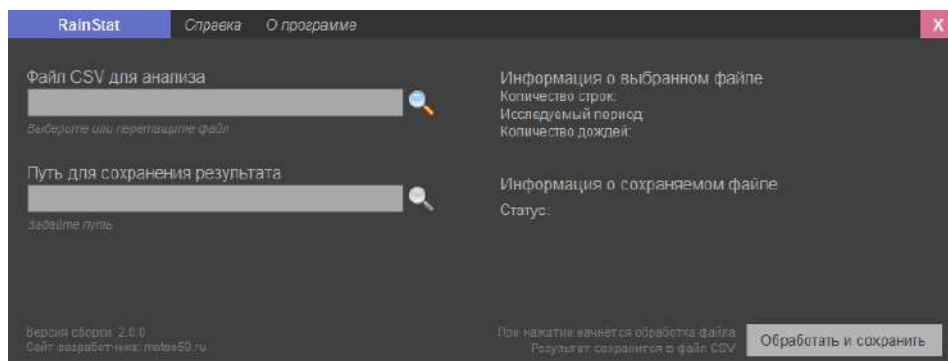 RainStat Справка О программе X
Файл CSV для анализа
Выберите или перетащите файл
Путь для сохранения результата
Задайте путь
Информация о выбранном файле
Количество строк:
Исследуемый период:
Количество дождей:
Информация о сохраняемом файле
Статус:
Версия сборки: 2.0.0
Сайт разработчика: meteo59.ru
При нажатии начнется обработка файла
Результат сохранится в файл CSV
Обработать и сохранить